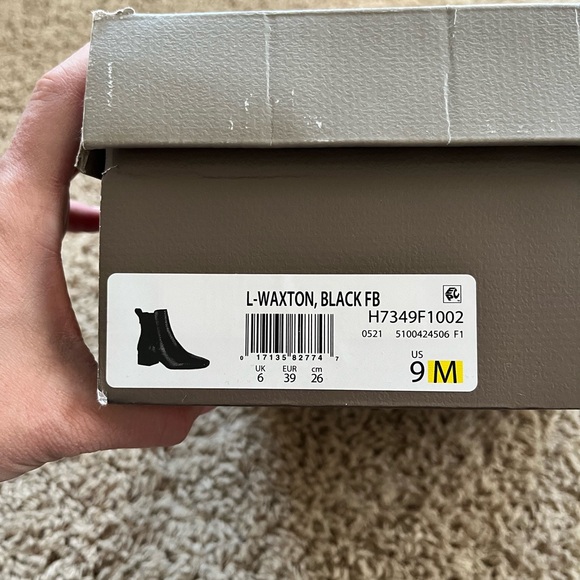 L-WAXTON, BLACK FB
H7349F1002
0521 5100424506 F1
0 17135 82774 7
UK EUR cm
6 39 26
US
9 M